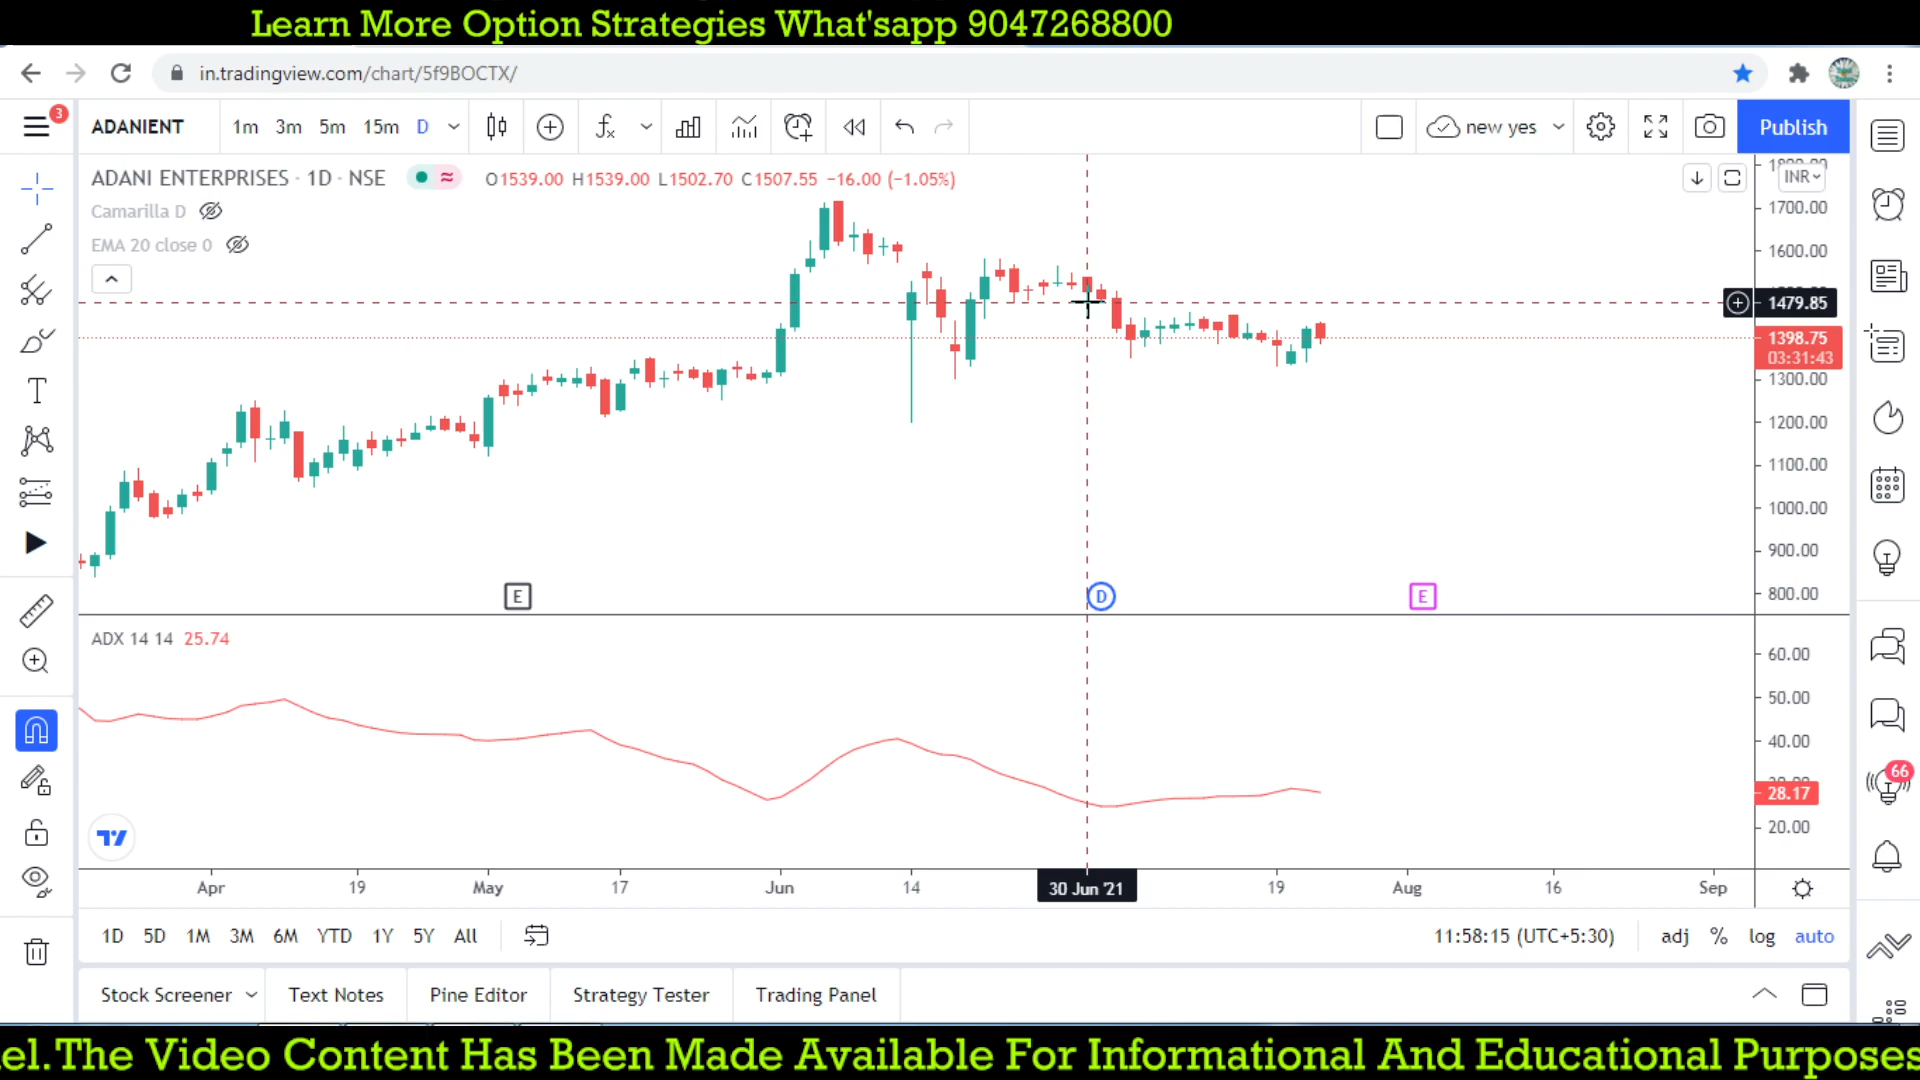 Learn More Option Strategies What'sapp 9047268800
in.tradingview.com/chart/5f9BOCTX/
3
ADANIENT 1m 3m 5m 15m D new yes Publish
ADANI ENTERPRISES · 1D · NSE O1539.00 H1539.00 L1502.70 C1507.55 −16.00 (−1.05%)
INR
Camarilla D
EMA 20 close 0
1700.00
1600.00
1479.85
1398.75
03:31:43
1300.00
1200.00
1100.00
1000.00
900.00
800.00
E D E
ADX 14 14 25.74
60.00
50.00
40.00
28.17
20.00
66
Apr 19 May 17 Jun 14 30 Jun '21 19 Aug 16 Sep
1D 5D 1M 3M 6M YTD 1Y 5Y All 11:58:15 (UTC+5:30) adj % log auto
Stock Screener Text Notes Pine Editor Strategy Tester Trading Panel
el.The Video Content Has Been Made Available For Informational And Educational Purposes